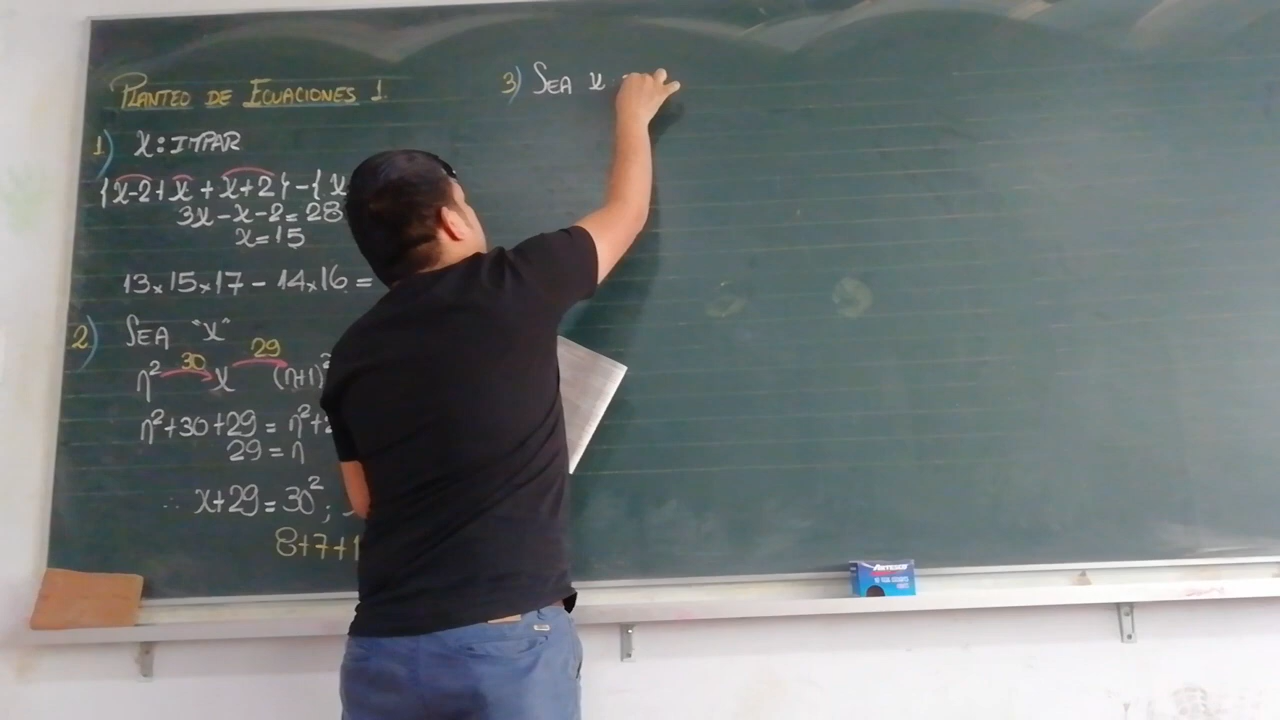 PLANTEO DE ECUACIONES 1.
1) X: IMPAR
{X-2+X+X+2}-{X
3X-X-2=28
X=15
13x15x17-14x16=
2) SEA "X"
30 29
n² X (n+1)²
n²+30+29=n²+2
29=n
∴ X+29=30²;
8+7+1
3) SEA X
ARTESCO